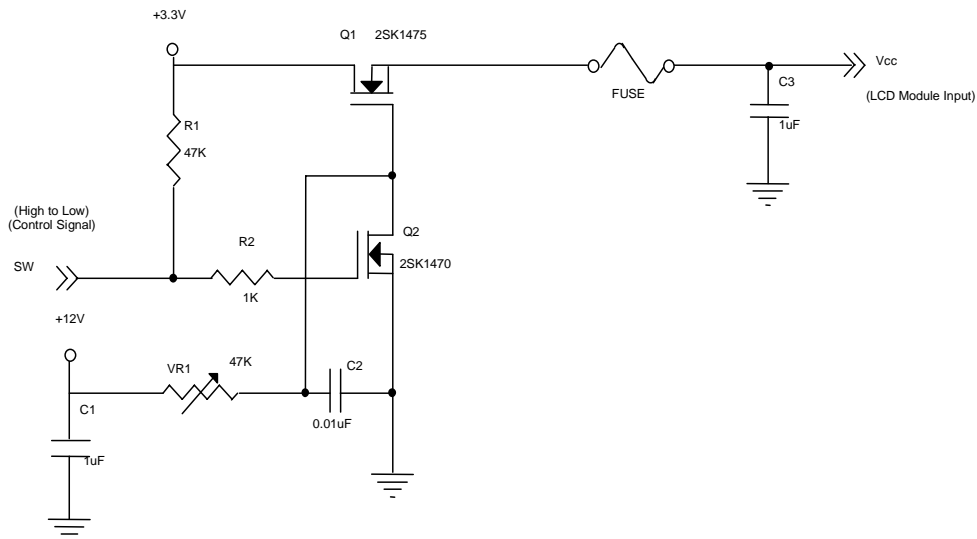 +3.3V
Q1 2SK1475
Vcc
C3
FUSE
(LCD Module Input)
R1
1uF
47K
(High to Low)
(Control Signal)
Q2
R2
SW
2SK1470
1K
+12V
VR1
47K
C2
C1
0.01uF
1uF